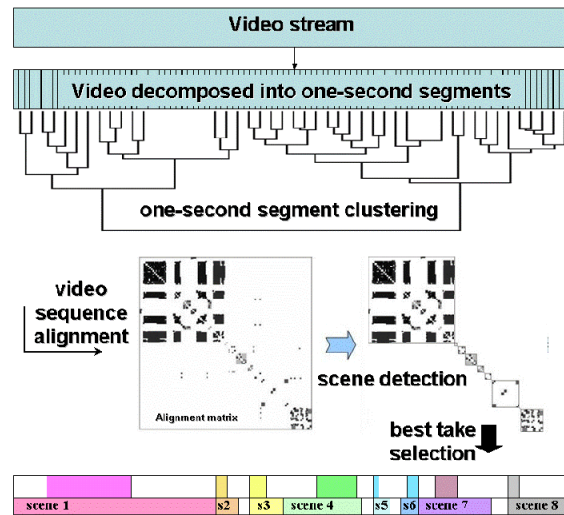 Video stream
Video decomposed into one-second segments
one-second segment clustering
video
sequence
alignment
scene detection
Alignment matrix
best take
selection
scene 1
s2
s3
scene 4
s5
s6
scene 7
scene 8